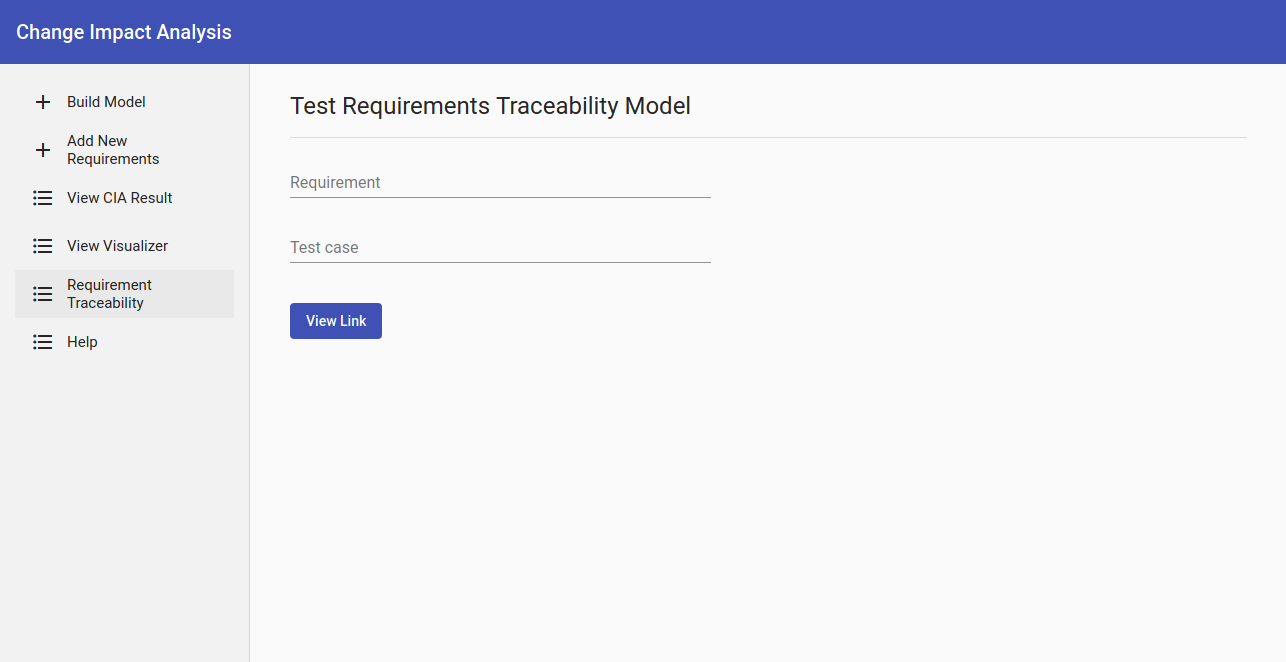 Change Impact Analysis
Build Model
Add New
Requirements
View CIA Result
View Visualizer
Requirement
Traceability
Help
Test Requirements Traceability Model
Requirement
Test case
View Link